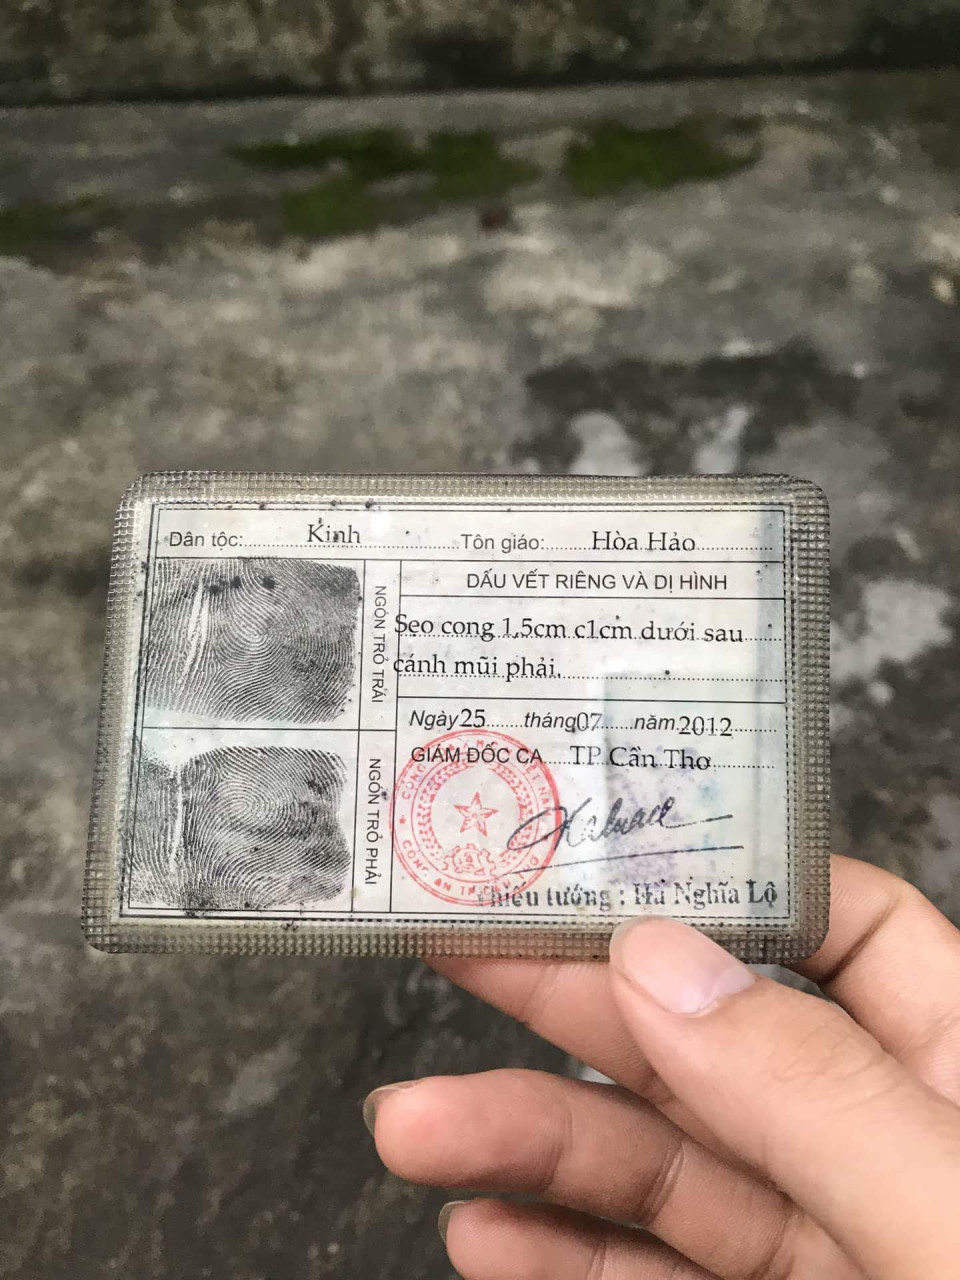 Dân tộc: Kinh Tôn giáo: Hòa Hảo
NGÓN TRỎ TRÁI
NGÓN TRỎ PHẢI
DẤU VẾT RIÊNG VÀ DỊ HÌNH
Sẹo cong 1,5cm c1cm dưới sau
cánh mũi phải.
Ngày 25 tháng 07 năm 2012
GIÁM ĐỐC CA TP Cần Thơ
CÔNG AN
Thiếu tướng : Hà Nghĩa Lộ